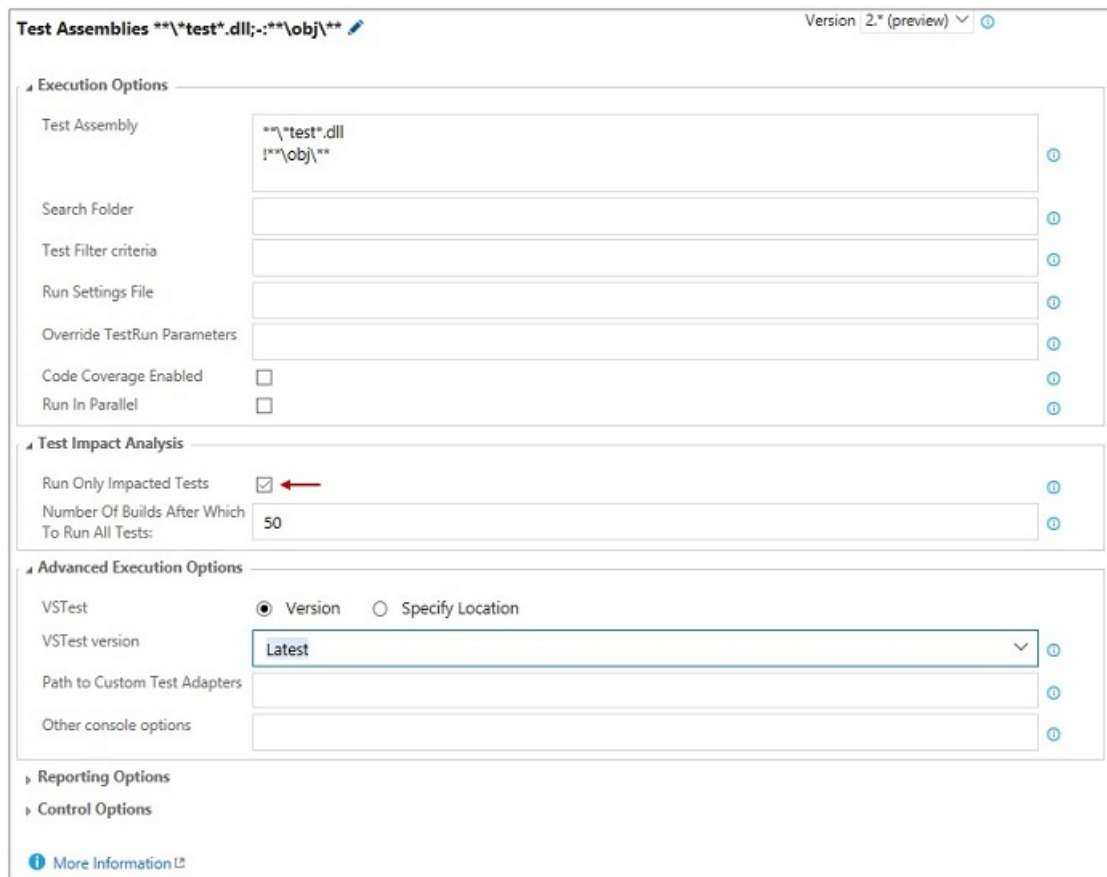 Test Assemblies **\*test*.dll;-:**\obj\**
Version 2.* (preview)
Execution Options
Test Assembly
**\*test*.dll
!**\obj\**
Search Folder
Test Filter criteria
Run Settings File
Override TestRun Parameters
Code Coverage Enabled
Run In Parallel
Test Impact Analysis
Run Only Impacted Tests
Number Of Builds After Which
To Run All Tests:
50
Advanced Execution Options
VSTest
Version
Specify Location
VSTest version
Latest
Path to Custom Test Adapters
Other console options
Reporting Options
Control Options
More Information